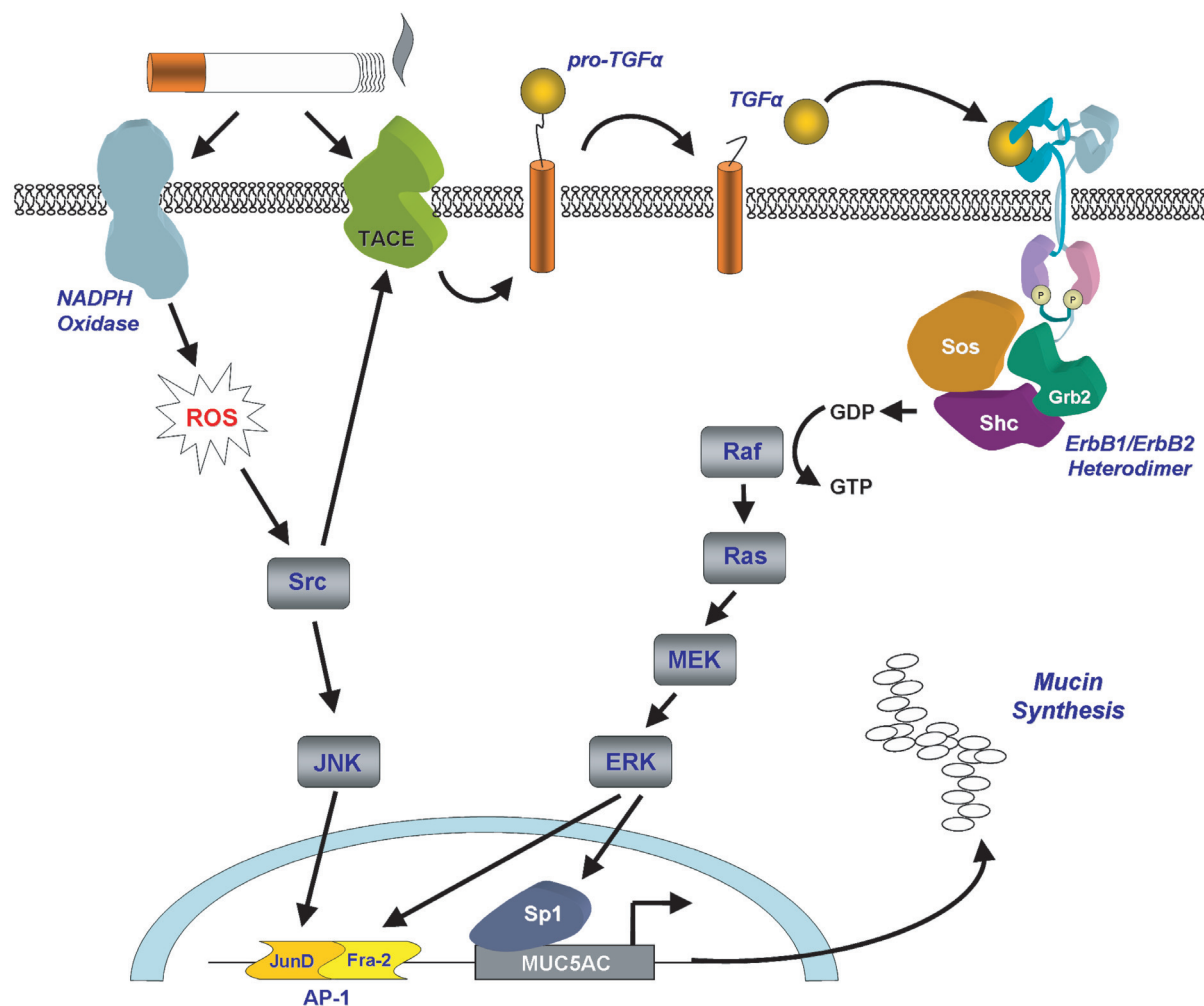 pro-TGFα
TGFα
TACE
NADPH
Oxidase
P
P
Sos
Grb2
Shc
ROS
GDP
Raf
GTP
ErbB1/ErbB2
Heterodimer
Ras
Src
MEK
Mucin
Synthesis
JNK
ERK
Sp1
JunD
Fra-2
MUC5AC
AP-1